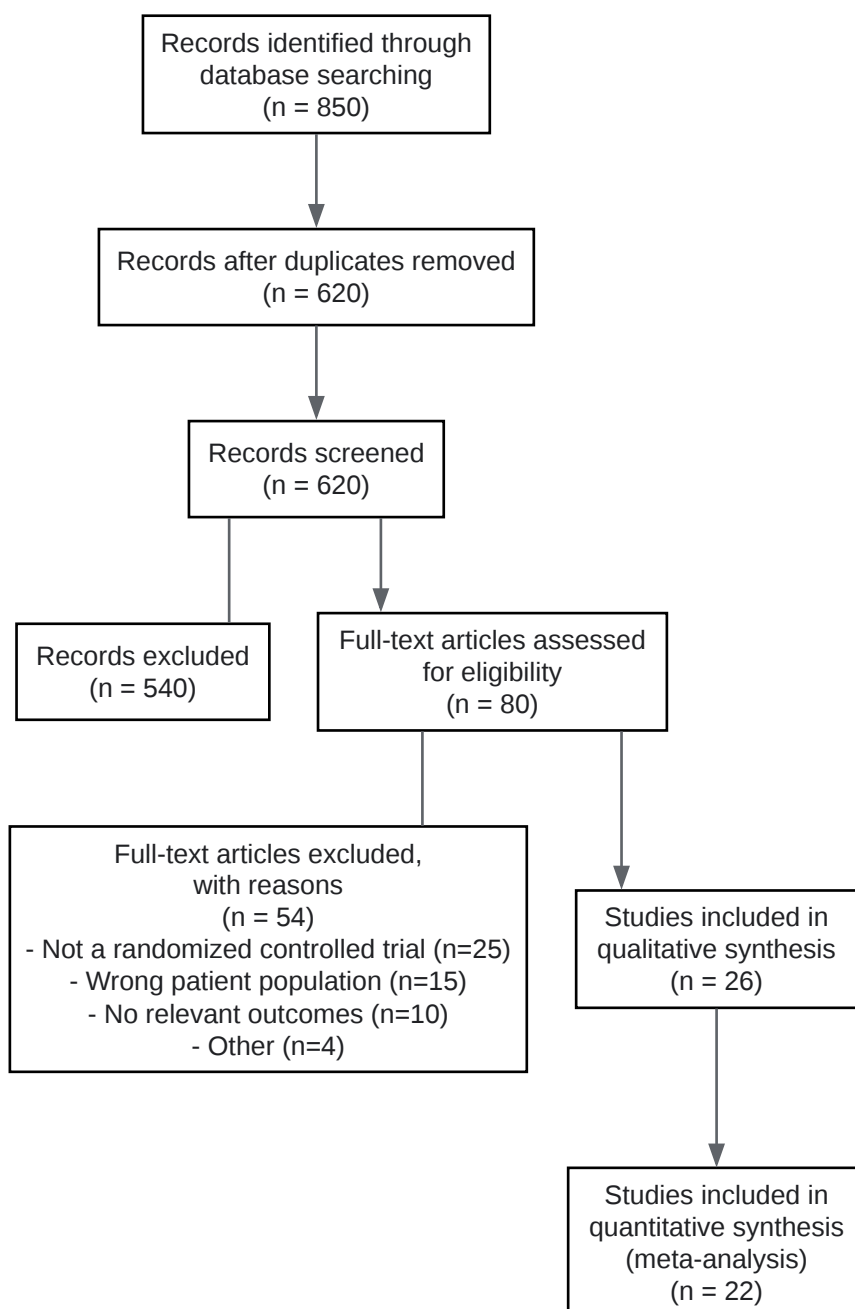 Records identified through
database searching
(n = 850)
Records after duplicates removed
(n = 620)
Records screened
(n = 620)
Records excluded
(n = 540)
Full-text articles assessed
for eligibility
(n = 80)
Full-text articles excluded,
with reasons
(n = 54)
- Not a randomized controlled trial (n=25)
- Wrong patient population (n=15)
- No relevant outcomes (n=10)
- Other (n=4)
Studies included in
qualitative synthesis
(n = 26)
Studies included in
quantitative synthesis
(meta-analysis)
(n = 22)